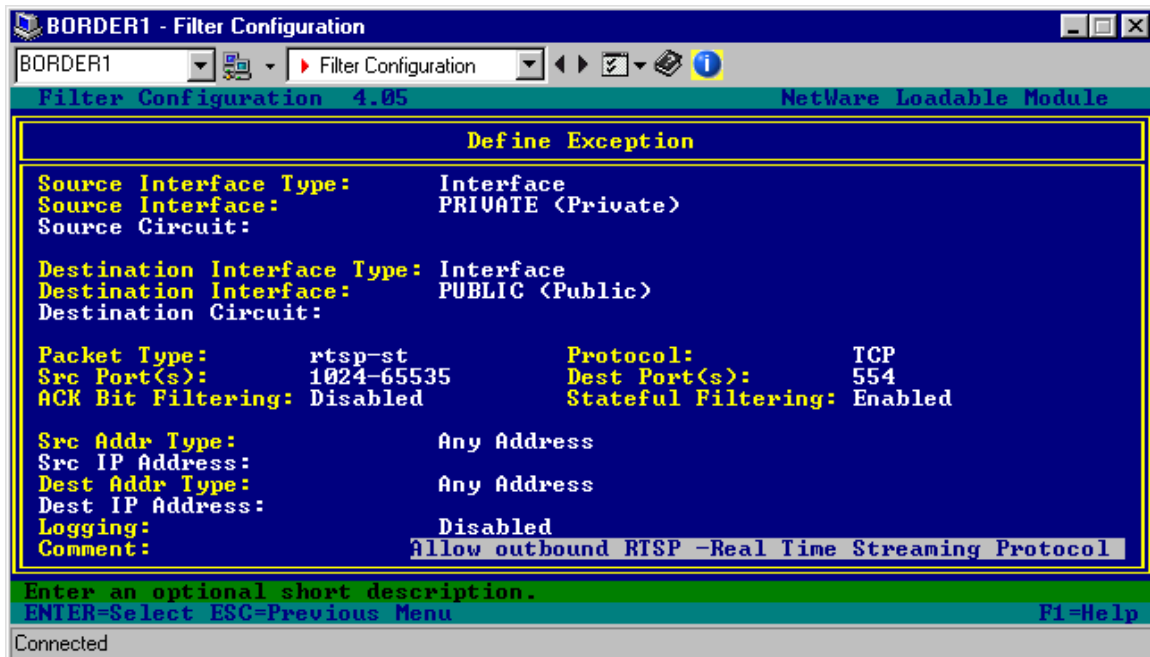 BORDER1 - Filter Configuration
BORDER1 Filter Configuration
Filter Configuration 4.05 NetWare Loadable Module
Define Exception
Source Interface Type: Interface
Source Interface: PRIVATE (Private)
Source Circuit:
Destination Interface Type: Interface
Destination Interface: PUBLIC (Public)
Destination Circuit:
Packet Type: rtsp-st Protocol: TCP
Src Port(s): 1024-65535 Dest Port(s): 554
ACK Bit Filtering: Disabled Stateful Filtering: Enabled
Src Addr Type: Any Address
Src IP Address:
Dest Addr Type: Any Address
Dest IP Address:
Logging: Disabled
Comment: Allow outbound RTSP -Real Time Streaming Protocol
Enter an optional short description.
ENTER=Select ESC=Previous Menu F1=Help
Connected